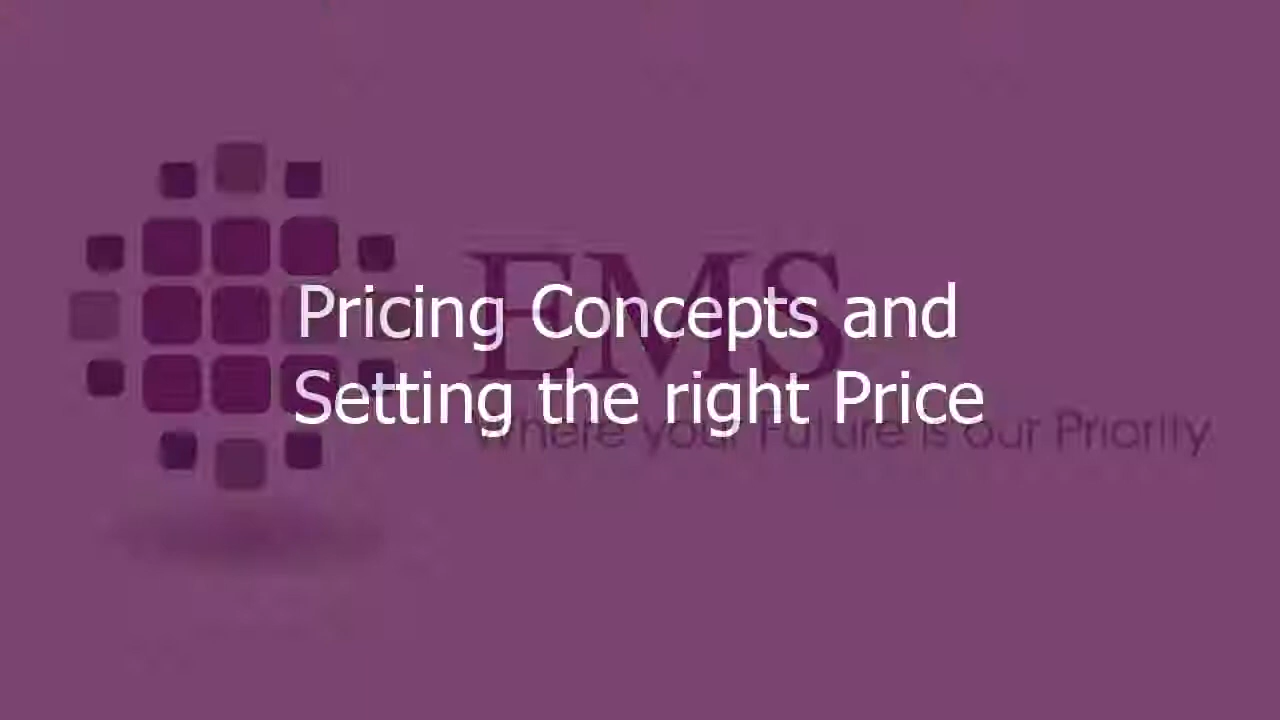 EMS
Pricing Concepts and
Setting the right Price
Where your Future is our Priority